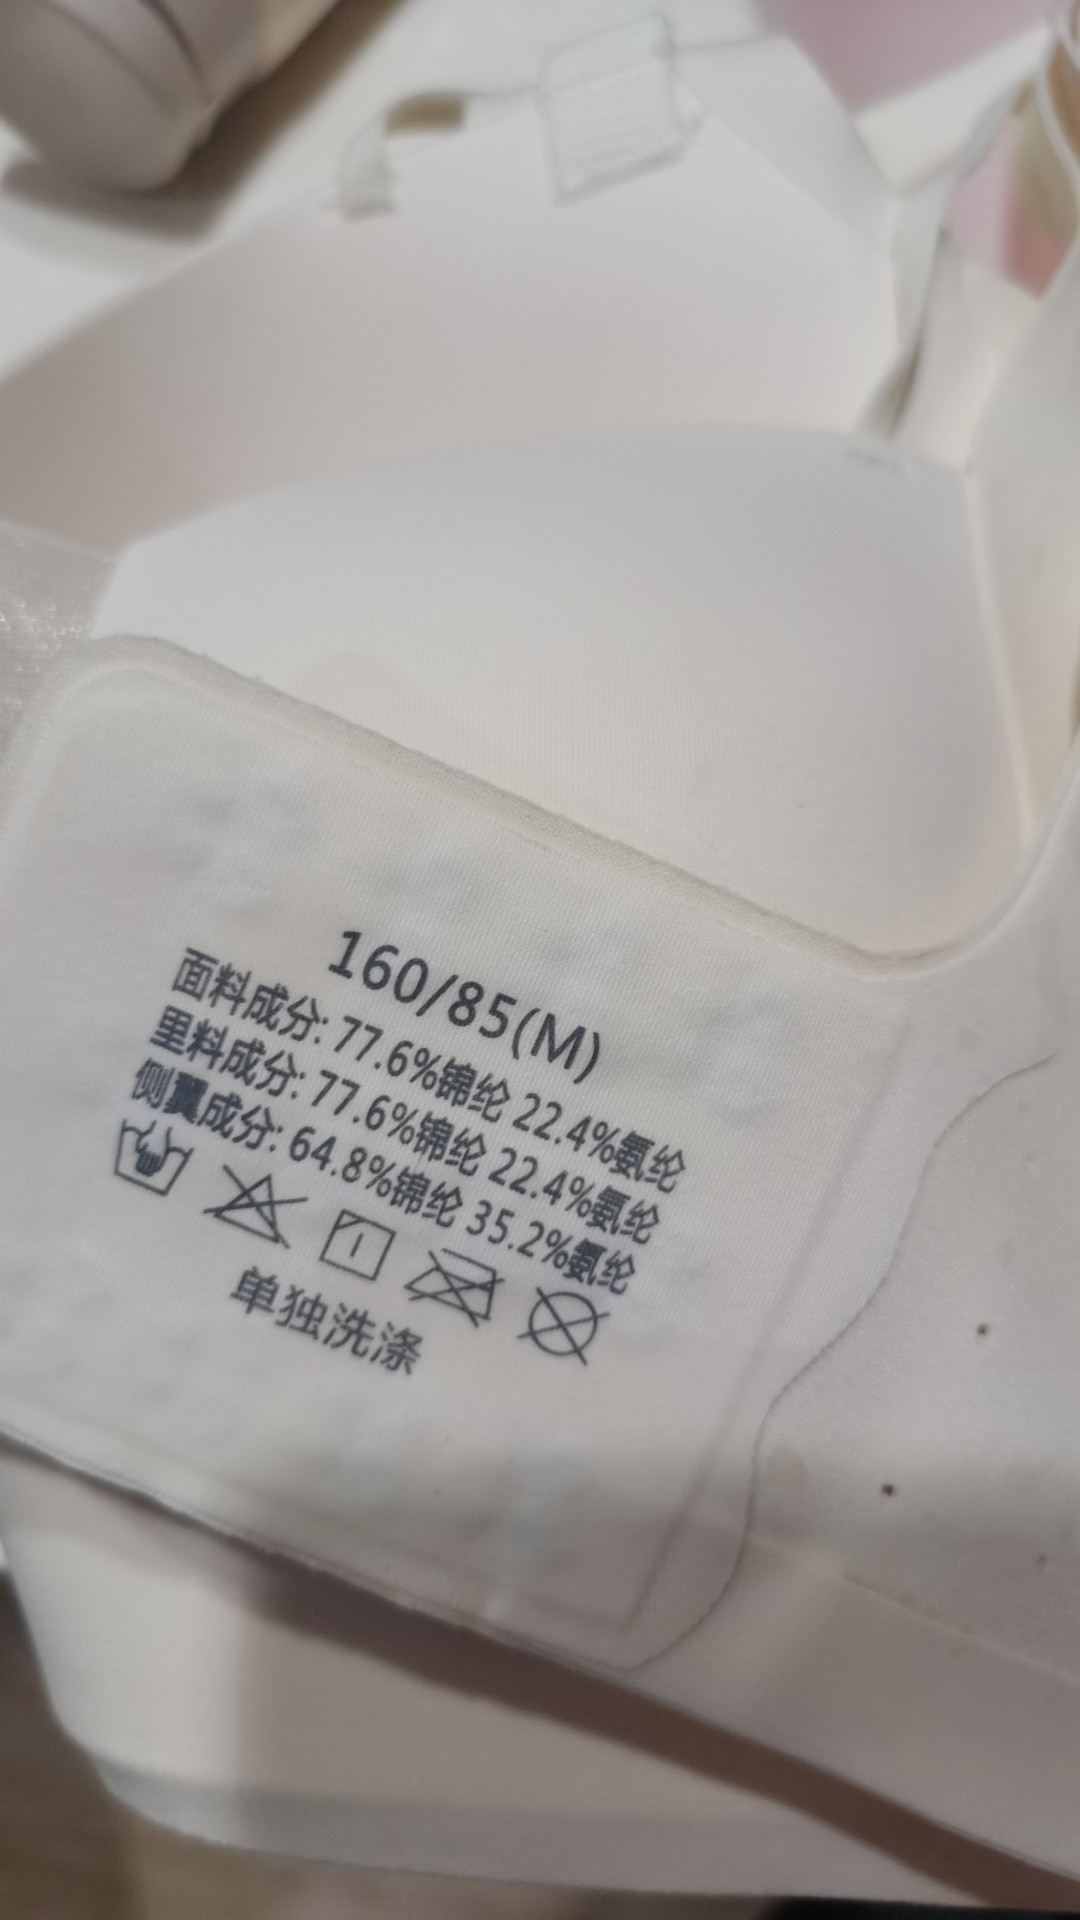 160/85(M)
面料成分: 77.6%锦纶 22.4%氨纶
里料成分: 77.6%锦纶 22.4%氨纶
侧翼成分: 64.8%锦纶 35.2%氨纶
单独洗涤